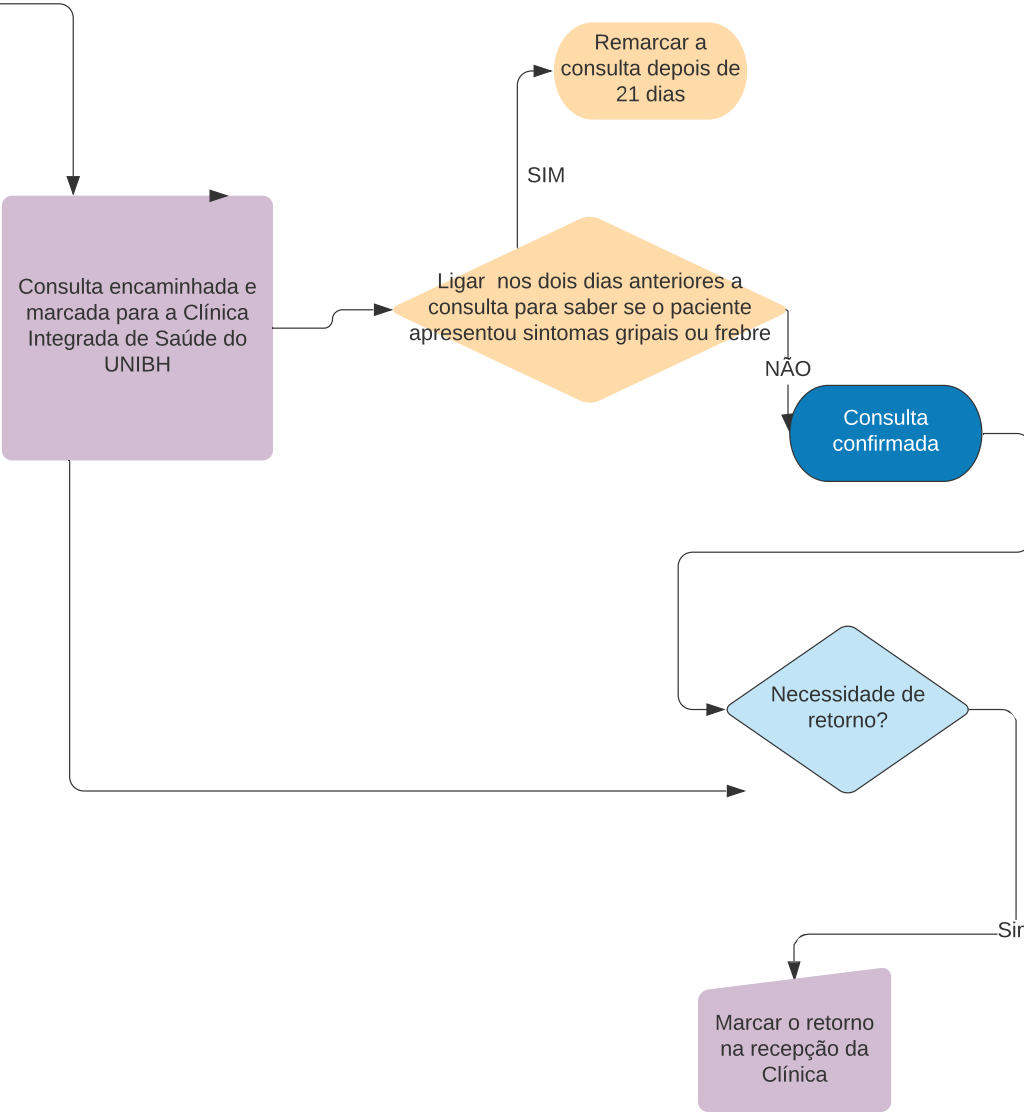 Remarcar a
consulta depois de
21 dias
SIM
Consulta encaminhada e
marcada para a Clínica
Integrada de Saúde do
UNIBH
Ligar  nos dois dias anteriores a
consulta para saber se o paciente
apresentou sintomas gripais ou frebre
NÃO
Consulta
confirmada
Necessidade de
retorno?
Marcar o retorno
na recepção da
Clínica